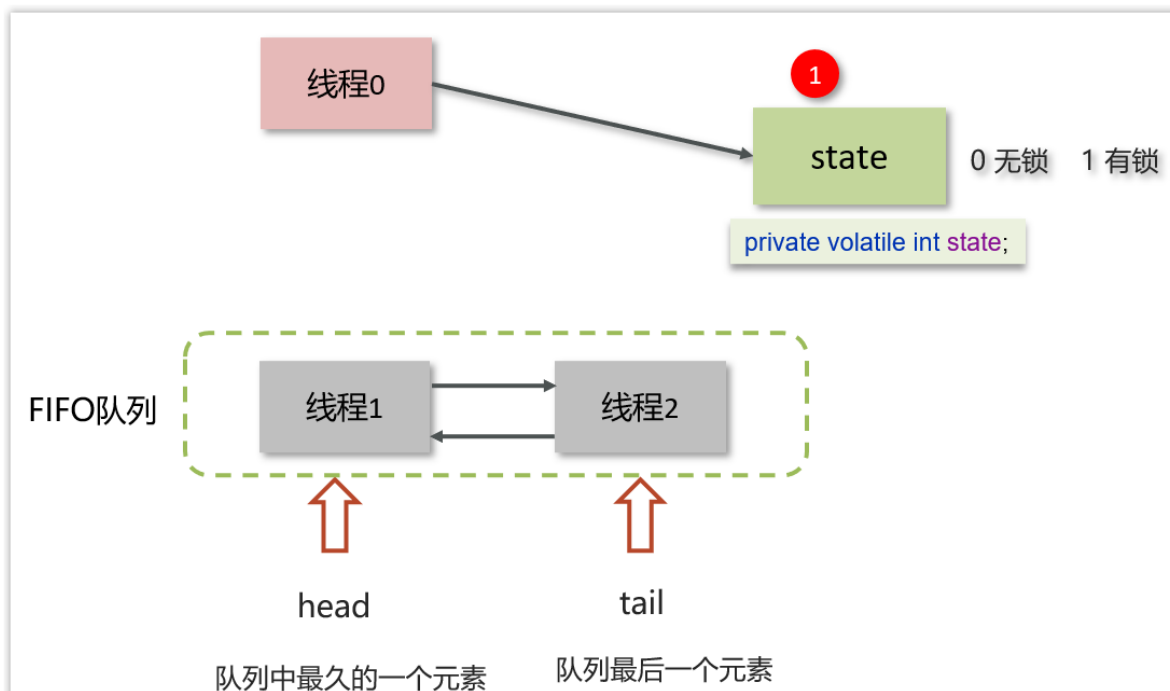 线程0
1
state
0 无锁 1 有锁
private volatile int state;
FIFO队列
线程1
线程2
head
tail
队列中最久的一个元素
队列最后一个元素